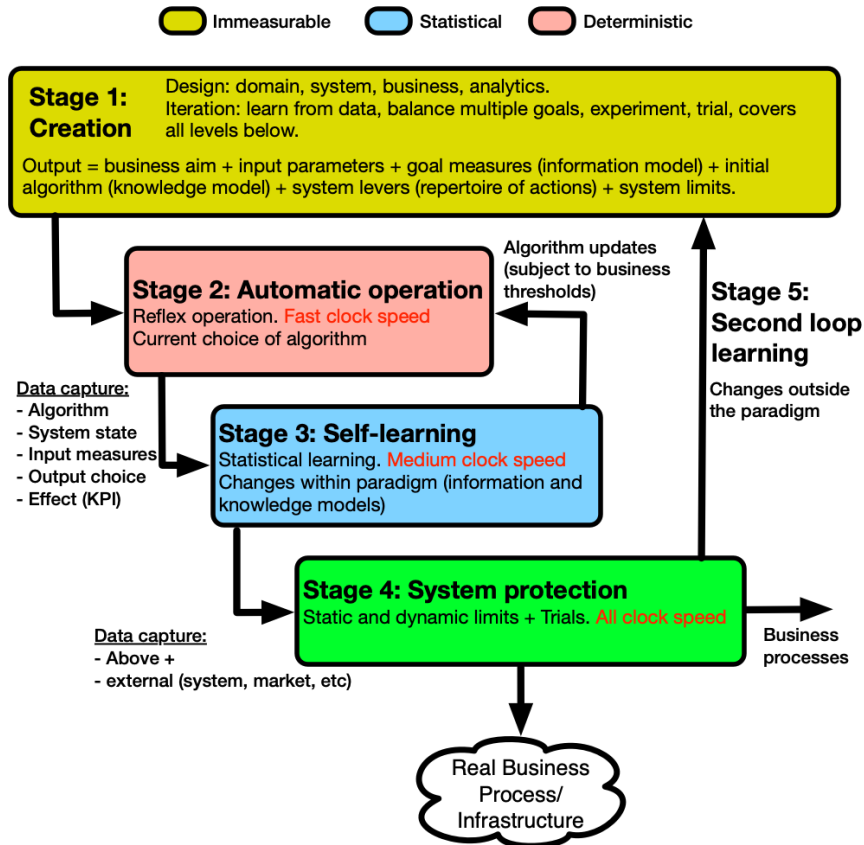 Immeasurable
Statistical
Deterministic
Stage 1:
Creation
Design: domain, system, business, analytics.
Iteration: learn from data, balance multiple goals, experiment, trial, covers
all levels below.
Output = business aim + input parameters + goal measures (information model) + initial
algorithm (knowledge model) + system levers (repertoire of actions) + system limits.
Algorithm updates
(subject to business
thresholds)
Stage 2: Automatic operation
Reflex operation. Fast clock speed
Current choice of algorithm
Stage 5:
Second loop
learning
Changes outside
the paradigm
Data capture:
- Algorithm
- System state
- Input measures
- Output choice
- Effect (KPI)
Stage 3: Self-learning
Statistical learning. Medium clock speed
Changes within paradigm (information and
knowledge models)
Stage 4: System protection
Static and dynamic limits + Trials. All clock speed
Data capture:
- Above +
- external (system, market, etc)
Business
processes
Real Business
Process/
Infrastructure